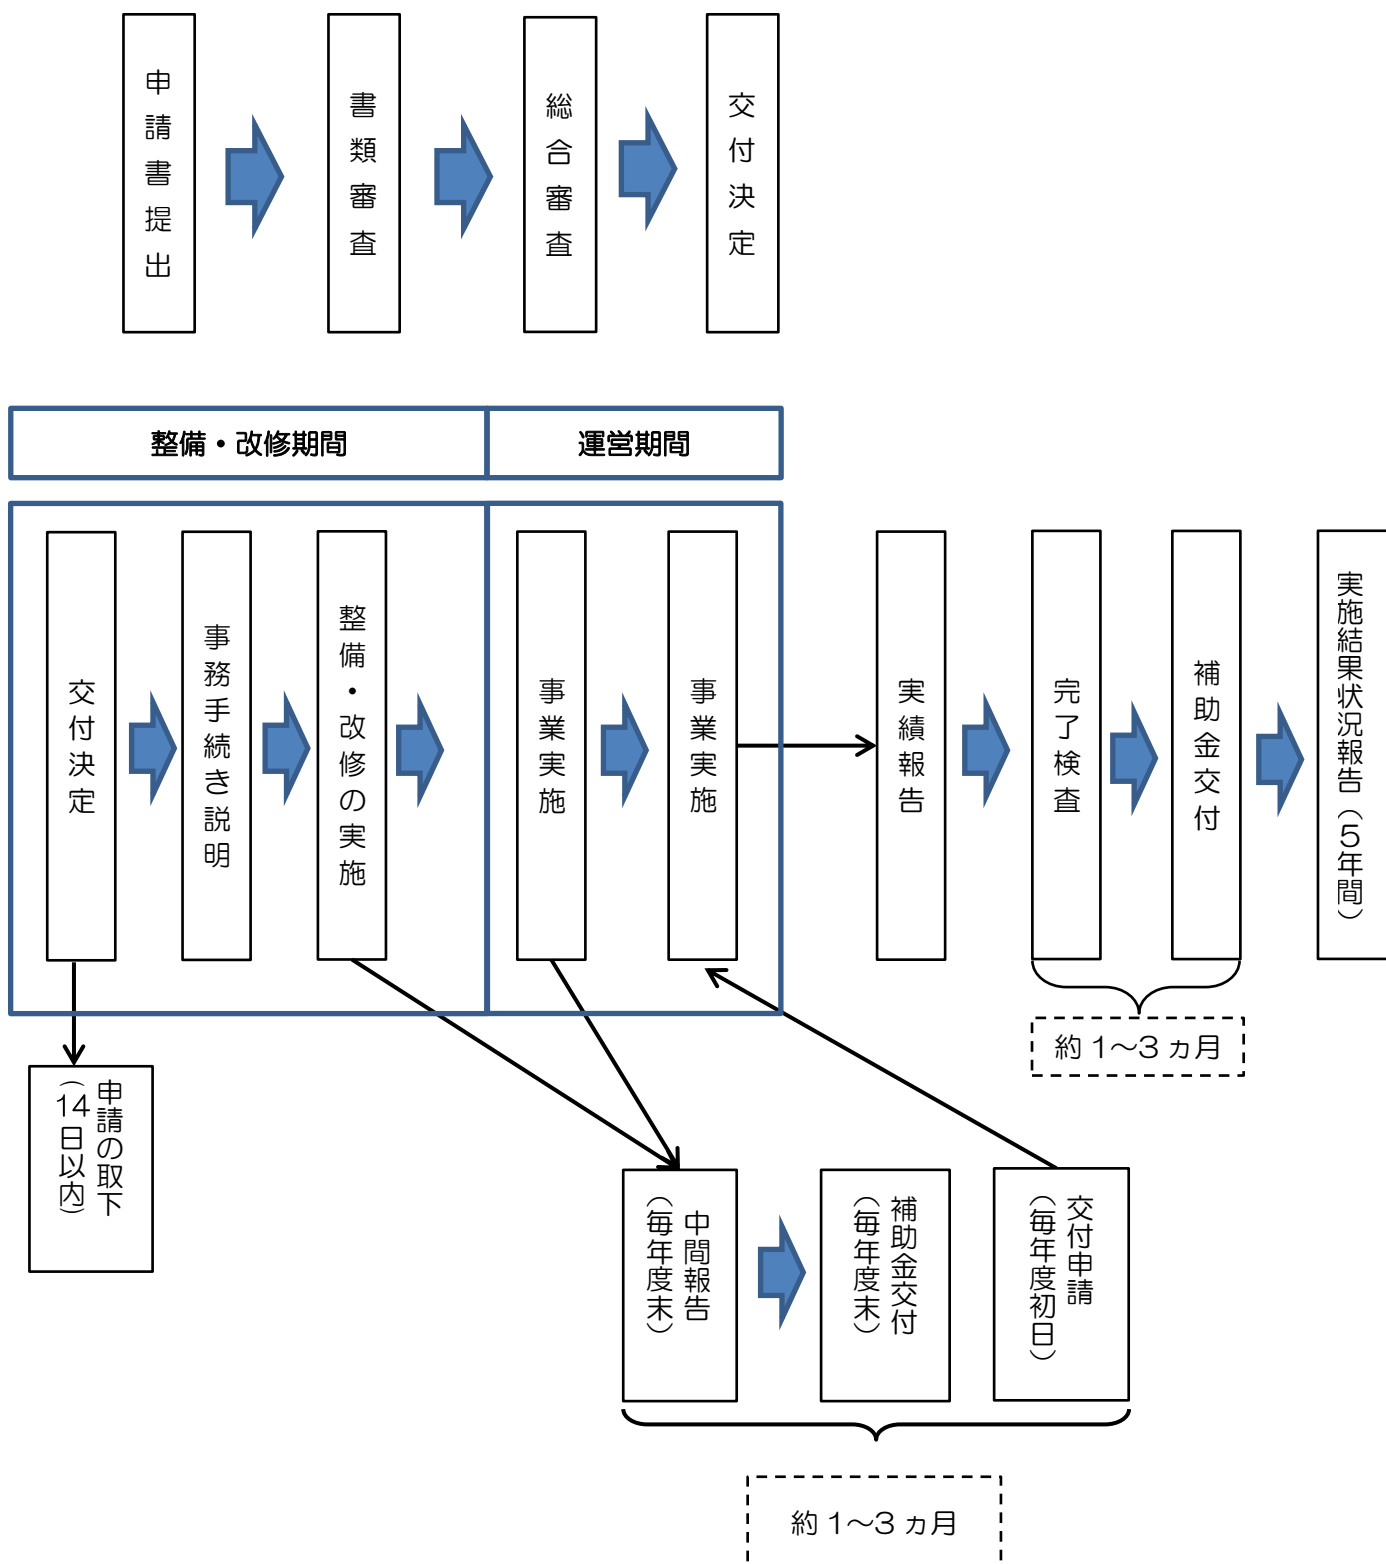 申請書提出
書類審査
総合審査
交付決定
整備・改修期間
運営期間
交付決定
事務手続き説明
整備・改修の実施
事業実施
事業実施
実績報告
完了検査
補助金交付
実施結果状況報告（５年間）
約１～３ヵ月
申請の取下
（14日以内）
中間報告
（毎年度末）
補助金交付
（毎年度末）
交付申請
（毎年度初日）
約１～３ヵ月